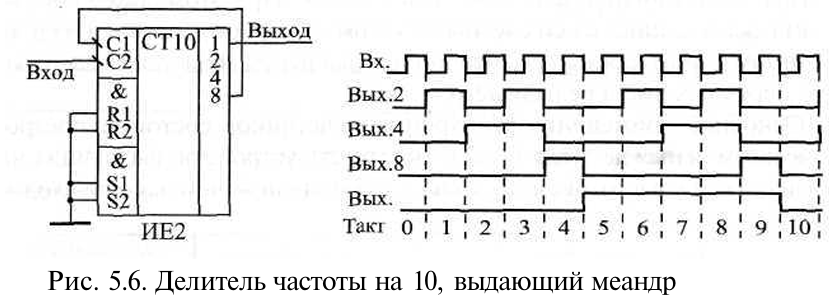 C1 CT10 1 Выход
Вход C2 2
& 4
R1 8
R2
&
S1
S2
ИЕ2
Вх.
Вых.2
Вых.4
Вых.8
Вых.
Такт 0 1 2 3 4 5 6 7 8 9 10
Рис. 5.6. Делитель частоты на 10, выдающий меандр